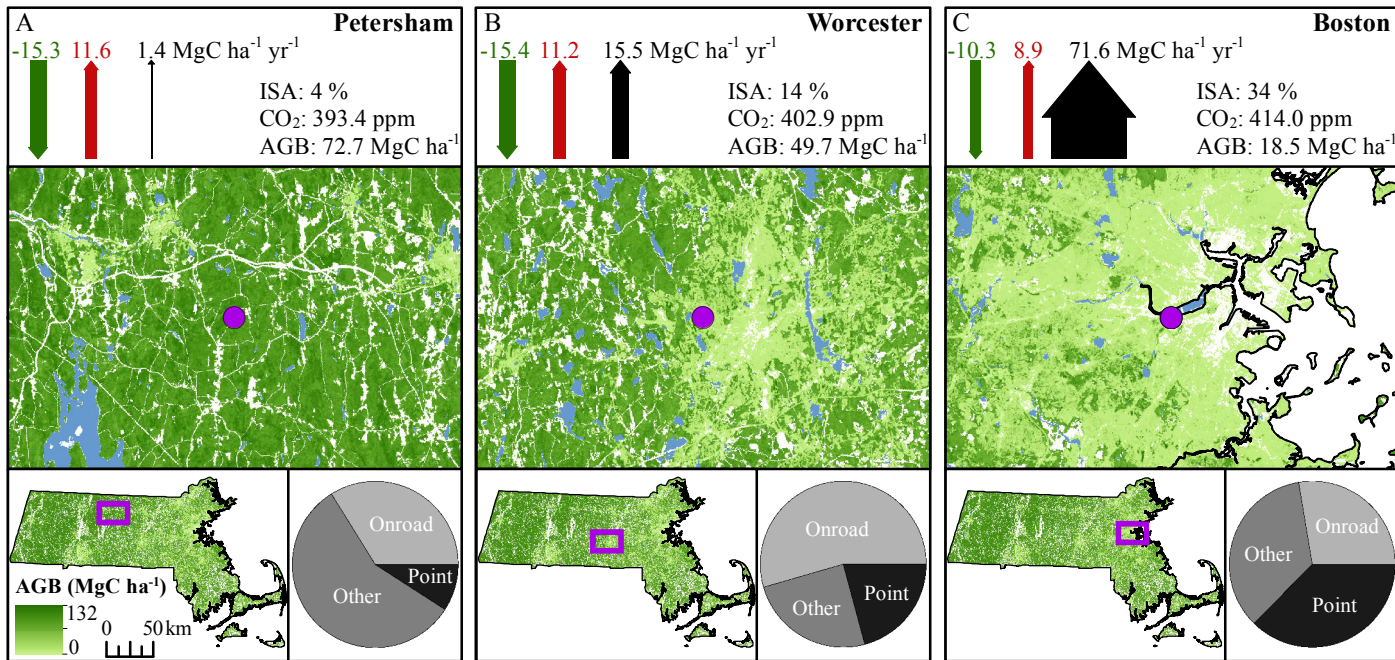 A Petersham
-15.3 11.6 1.4 MgC ha⁻¹ yr⁻¹
ISA: 4 %
CO₂: 393.4 ppm
AGB: 72.7 MgC ha⁻¹
Onroad
Other
Point
AGB (MgC ha⁻¹)
132
0
0 50 km
B Worcester
-15.4 11.2 15.5 MgC ha⁻¹ yr⁻¹
ISA: 14 %
CO₂: 402.9 ppm
AGB: 49.7 MgC ha⁻¹
Onroad
Other
Point
C Boston
-10.3 8.9 71.6 MgC ha⁻¹ yr⁻¹
ISA: 34 %
CO₂: 414.0 ppm
AGB: 18.5 MgC ha⁻¹
Onroad
Other
Point